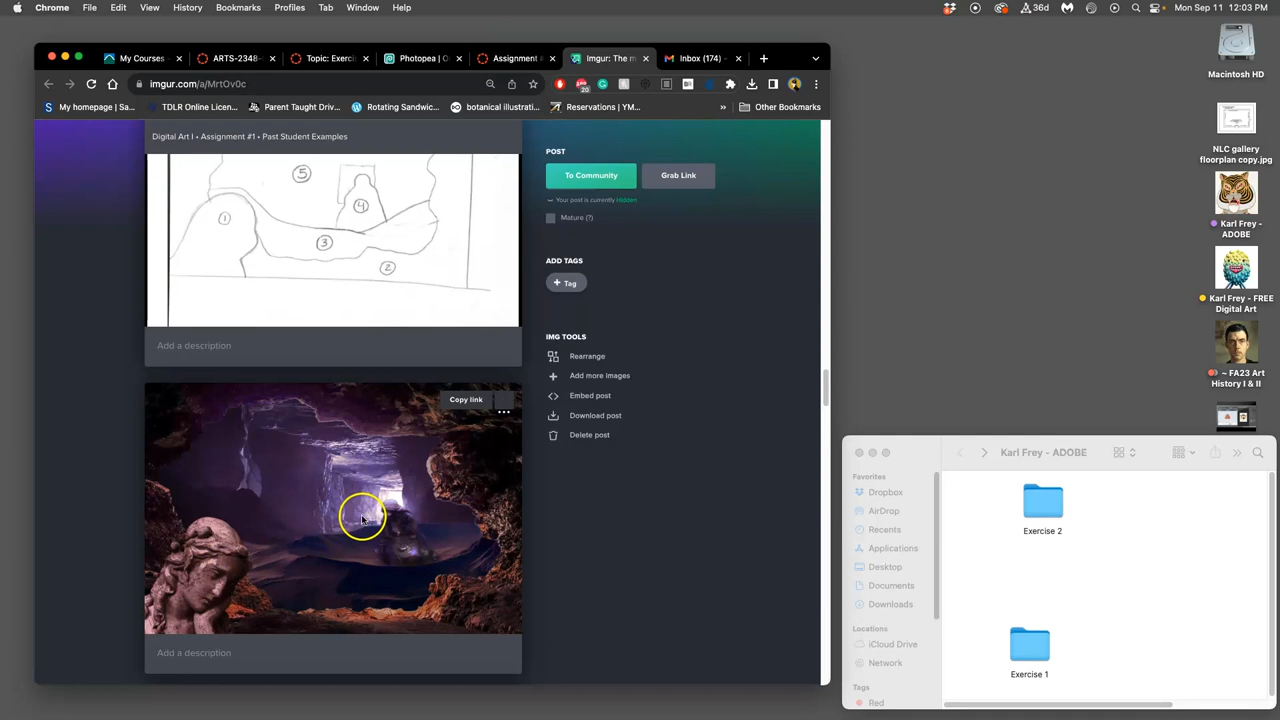 Chrome File Edit View History Bookmarks Profiles Tab Window Help
36d Mon Sep 11 12:03 PM
My Courses ARTS-2348- Topic: Exerci Photopea | O Assignment Imgur: The m Inbox (174) -
imgur.com/a/MrtOv0c
20
My homepage | Sa... TDLR Online Licen... Parent Taught Driv... Rotating Sandwic... botanical illustrati... Reservations | YM... » Other Bookmarks
Digital Art I • Assignment #1 • Past Student Examples
5
1
3
2
Add a description
Copy link
Add a description
POST
To Community Grab Link
Your post is currently Hidden
Mature (?)
ADD TAGS
+ Tag
IMG TOOLS
Rearrange
Add more images
Embed post
Download post
Delete post
Macintosh HD
NLC gallery
floorplan copy.jpg
Karl Frey -
ADOBE
Karl Frey - FREE
Digital Art
~ FA23 Art
History I & II
Karl Frey - ADOBE
Favorites
Dropbox
AirDrop
Recents
Applications
Desktop
Documents
Downloads
Locations
iCloud Drive
Network
Tags
Red
Exercise 2
Exercise 1